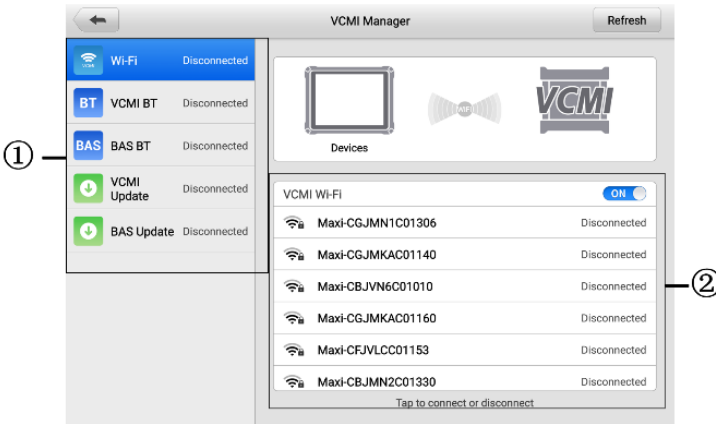 VCMI Manager
Refresh
Wi-Fi Disconnected
BT VCMI BT Disconnected
BAS BAS BT Disconnected
VCMI
Update Disconnected
BAS Update Disconnected
①
WIFI
VCMI
Devices
VCMI Wi-Fi ON
Maxi-CGJMN1C01306 Disconnected
Maxi-CGJMKAC01140 Disconnected
Maxi-CBJVN6C01010 Disconnected
Maxi-CGJMKAC01160 Disconnected
Maxi-CFJVLCC01153 Disconnected
Maxi-CBJMN2C01330 Disconnected
Tap to connect or disconnect
②